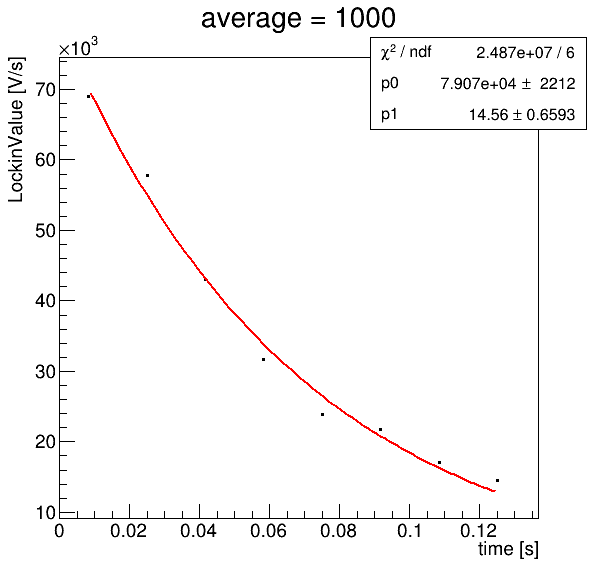 average = 1000
×10³
χ² / ndf 2.487e+07 / 6
p0 7.907e+04 ± 2212
p1 14.56 ± 0.6593
LockinValue [V/s]
70
60
50
40
30
20
10
0 0.02 0.04 0.06 0.08 0.1 0.12
time [s]